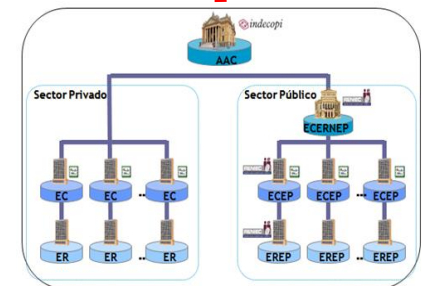 indecopi
AAC
Sector Privado
Sector Público
ECERNEP
EC EC .. EC
ECEP ECEP ... ECEP
ER ER .. ER
EREP EREP ... EREP